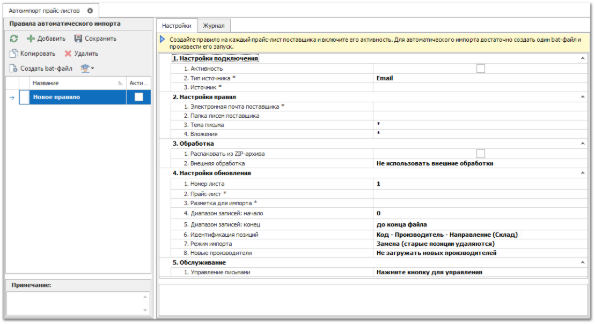 Автоимпорт прайс листов
Правила автоматического импорта
Добавить Сохранить
Копировать Удалить
Создать bat-файл
Название Акти...
Новое правило
Примечание:
Настройки Журнал
Создайте правило на каждый прайс-лист поставщика и включите его активность. Для автоматического импорта достаточно создать один bat-файл и
произвести его запуск.
1. Настройки подключения
1. Активность
2. Тип источника * Email
3. Источник *
2. Настройки правил
1. Электронная почта поставщика *
2. Папка писем поставщика
3. Тема письма *
4. Вложения *
3. Обработка
1. Распаковать из ZIP-архива
2. Внешняя обработка Не использовать внешние обработки
4. Настройки обновления
1. Номер листа 1
2. Прайс-лист *
3. Разметка для импорта *
4. Диапазон записей: начало 0
5. Диапазон записей: конец до конца файла
6. Идентификация позиций Код - Производитель - Направление (Склад)
7. Режим импорта Замена (старые позиции удаляются)
8. Новые производители Не загружать новых производителей
5. Обслуживание
1. Управление письмами Нажмите кнопку для управления